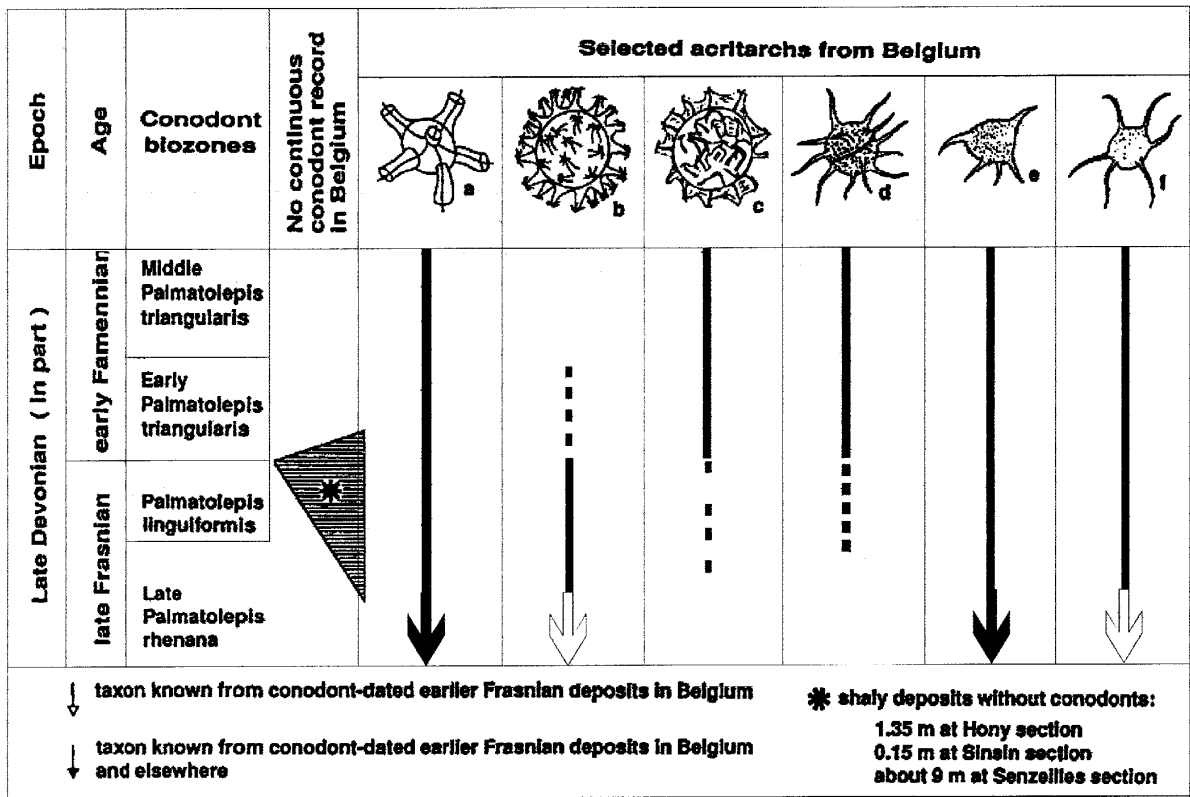 Epoch
Age
Conodont
biozones
No continuous
conodont record
in Belgium
Selected acritarchs from Belgium
a
b
c
d
e
f
Late Devonian ( in part )
early Famennian
late Frasnian
Middle
Palmatolepis
triangularis
Early
Palmatolepis
triangularis
Palmatolepis
linguiformis
Late
Palmatolepis
rhenana
taxon known from conodont-dated earlier Frasnian deposits in Belgium
taxon known from conodont-dated earlier Frasnian deposits in Belgium
and elsewhere
shaly deposits without conodonts:
1.35 m at Hony section
0.15 m at Sinsin section
about 9 m at Senzeilles section